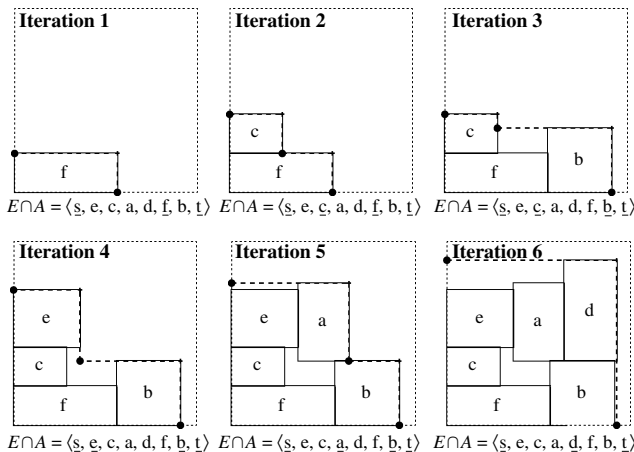 Iteration 1
Iteration 2
Iteration 3
c
c
f
f
f
b
E∩A = ⟨s, e, c, a, d, f, b, t⟩
E∩A = ⟨s, e, c, a, d, f, b, t⟩
E∩A = ⟨s, e, c, a, d, f, b, t⟩
Iteration 4
Iteration 5
Iteration 6
e
c
f
b
e
a
c
f
b
e
a
d
c
f
b
E∩A = ⟨s, e, c, a, d, f, b, t⟩
E∩A = ⟨s, e, c, a, d, f, b, t⟩
E∩A = ⟨s, e, c, a, d, f, b, t⟩